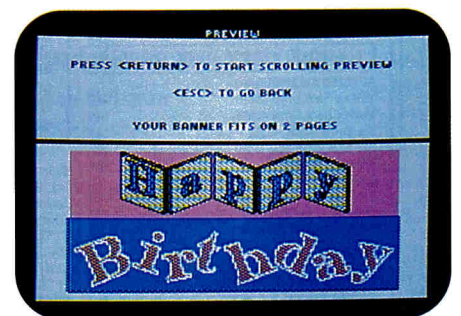 PREVIEW
PRESS <RETURN> TO START SCROLLING PREVIEW
<ESC> TO GO BACK
YOUR BANNER FITS ON 2 PAGES
Happy
Birthday